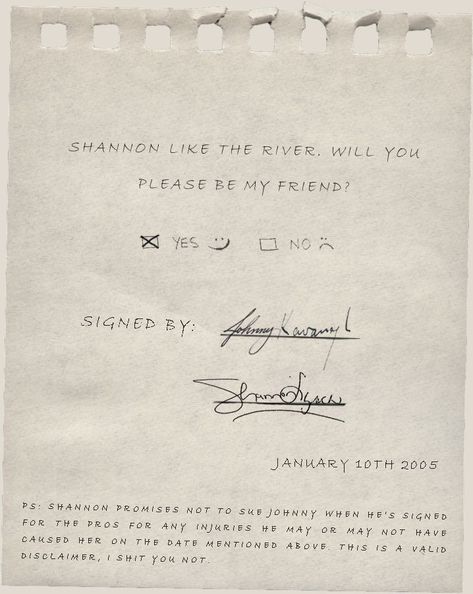 SHANNON LIKE THE RIVER. WILL YOU
PLEASE BE MY FRIEND?
YES NO
SIGNED BY: Johnny Kavanagh
Shannon Lynch
JANUARY 10TH 2005
PS: SHANNON PROMISES NOT TO SUE JOHNNY WHEN HE'S SIGNED
FOR THE PROS FOR ANY INJURIES HE MAY OR MAY NOT HAVE
CAUSED HER ON THE DATE MENTIONED ABOVE. THIS IS A VALID
DISCLAIMER, I SHIT YOU NOT.